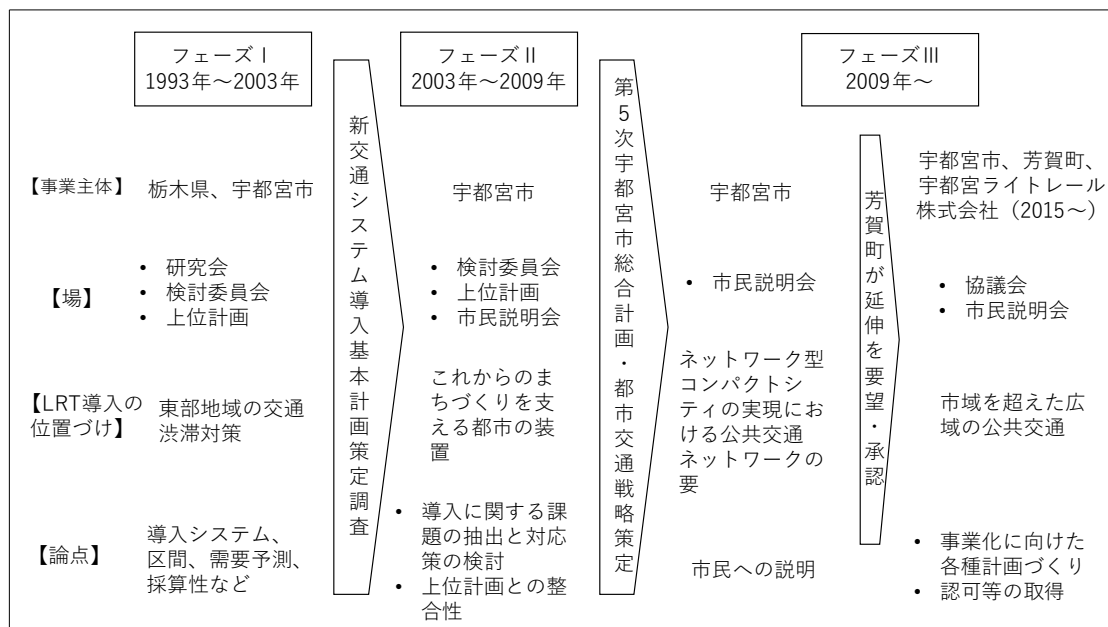 フェーズⅠ
1993年～2003年
フェーズⅡ
2003年～2009年
フェーズⅢ
2009年～
新交通システム導入基本計画策定調査
第5次宇都宮市総合計画・都市交通戦略策定
芳賀町が延伸を要望・承認
【事業主体】
栃木県、宇都宮市
宇都宮市
宇都宮市
宇都宮市、芳賀町、
宇都宮ライトレール
株式会社（2015～）
【場】
• 研究会
• 検討委員会
• 上位計画
• 検討委員会
• 上位計画
• 市民説明会
• 市民説明会
• 協議会
• 市民説明会
【LRT導入の
位置づけ】
東部地域の交通
渋滞対策
これからのま
ちづくりを支
える都市の装
置
ネットワーク型
コンパクトシ
ティの実現にお
ける公共交通
ネットワークの
要
市域を超えた広
域の公共交通
【論点】
導入システム、
区間、需要予測、
採算性など
• 導入に関する課
題の抽出と対応
策の検討
• 上位計画との整
合性
市民への説明
• 事業化に向けた
各種計画づくり
• 認可等の取得